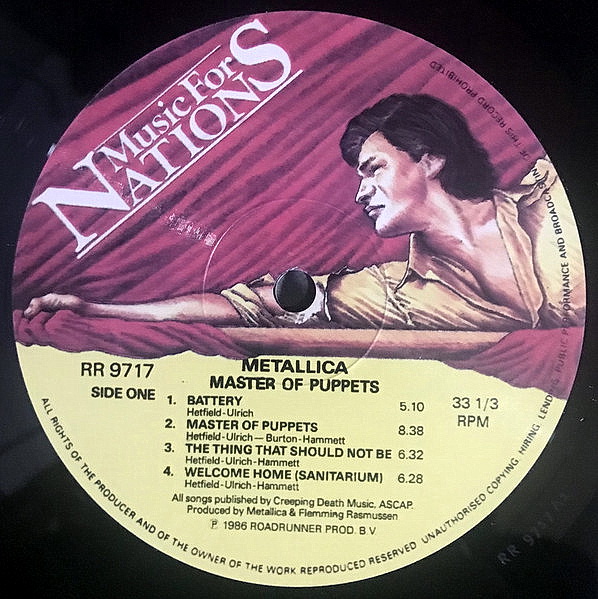 Music For
NATIONS
RR 9717
SIDE ONE
METALLICA
MASTER OF PUPPETS
1. BATTERY 5.10
Hetfield-Ulrich
2. MASTER OF PUPPETS 8.38
Hetfield-Ulrich — Burton-Hammett
3. THE THING THAT SHOULD NOT BE 6.32
Hetfield-Ulrich-Hammett
4. WELCOME HOME (SANITARIUM) 6.28
Hetfield-Ulrich-Hammett
33 1/3
RPM
All songs published by Creeping Death Music, ASCAP.
Produced by Metallica & Flemming Rasmussen
℗ 1986 ROADRUNNER PROD. B.V.
ALL RIGHTS OF THE PRODUCER AND OF THE OWNER OF THE WORK REPRODUCED RESERVED UNAUTHORISED COPYING, HIRING, LENDING, PUBLIC PERFORMANCE AND BROADCASTING OF THIS RECORD PROHIBITED